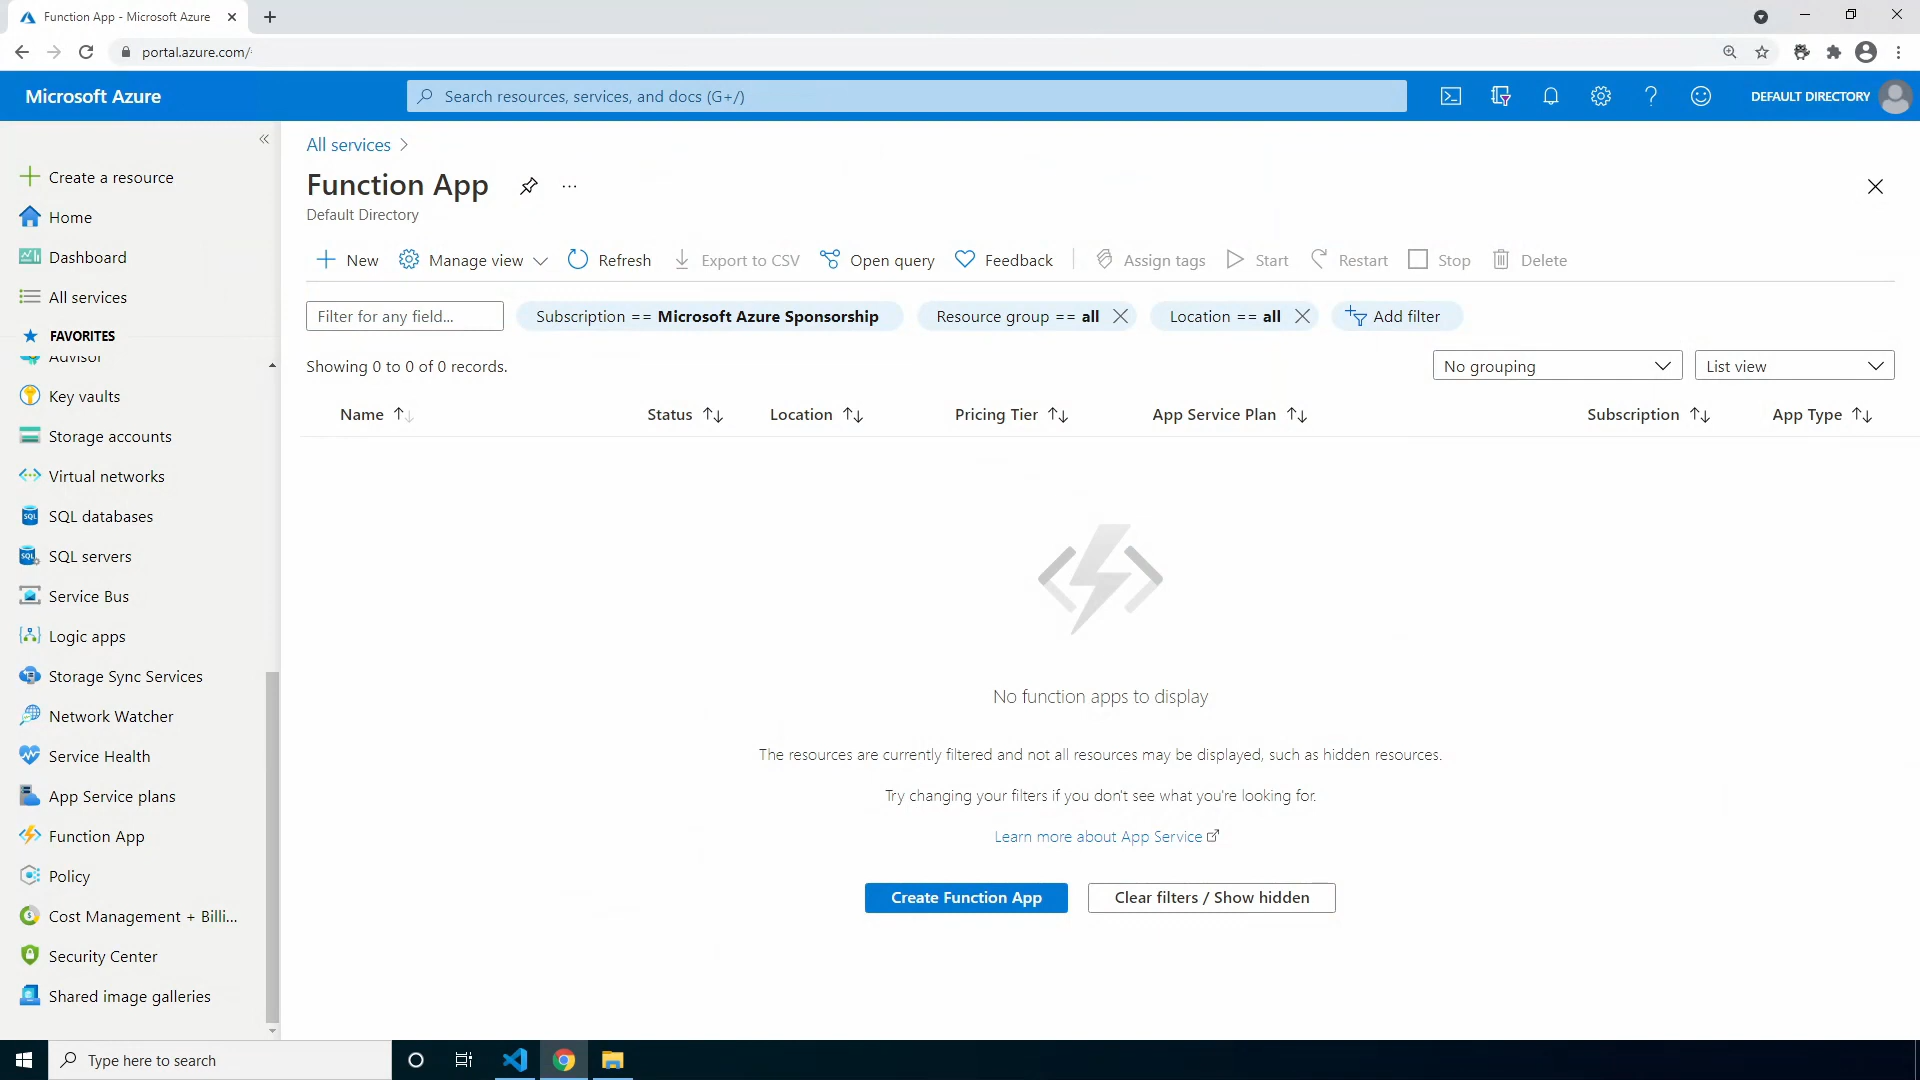 Function App - Microsoft Azure
portal.azure.com/
Microsoft Azure
Search resources, services, and docs (G+/)
DEFAULT DIRECTORY
Create a resource
Home
Dashboard
All services
FAVORITES
Advisor
Key vaults
Storage accounts
Virtual networks
SQL databases
SQL servers
Service Bus
Logic apps
Storage Sync Services
Network Watcher
Service Health
App Service plans
Function App
Policy
Cost Management + Billi...
Security Center
Shared image galleries
All services
Function App
Default Directory
New Manage view Refresh Export to CSV Open query Feedback Assign tags Start Restart Stop Delete
Filter for any field... Subscription == Microsoft Azure Sponsorship Resource group == all Location == all Add filter
Showing 0 to 0 of 0 records. No grouping List view
Name Status Location Pricing Tier App Service Plan Subscription App Type
No function apps to display
The resources are currently filtered and not all resources may be displayed, such as hidden resources.
Try changing your filters if you don't see what you're looking for.
Learn more about App Service
Create Function App Clear filters / Show hidden
Type here to search